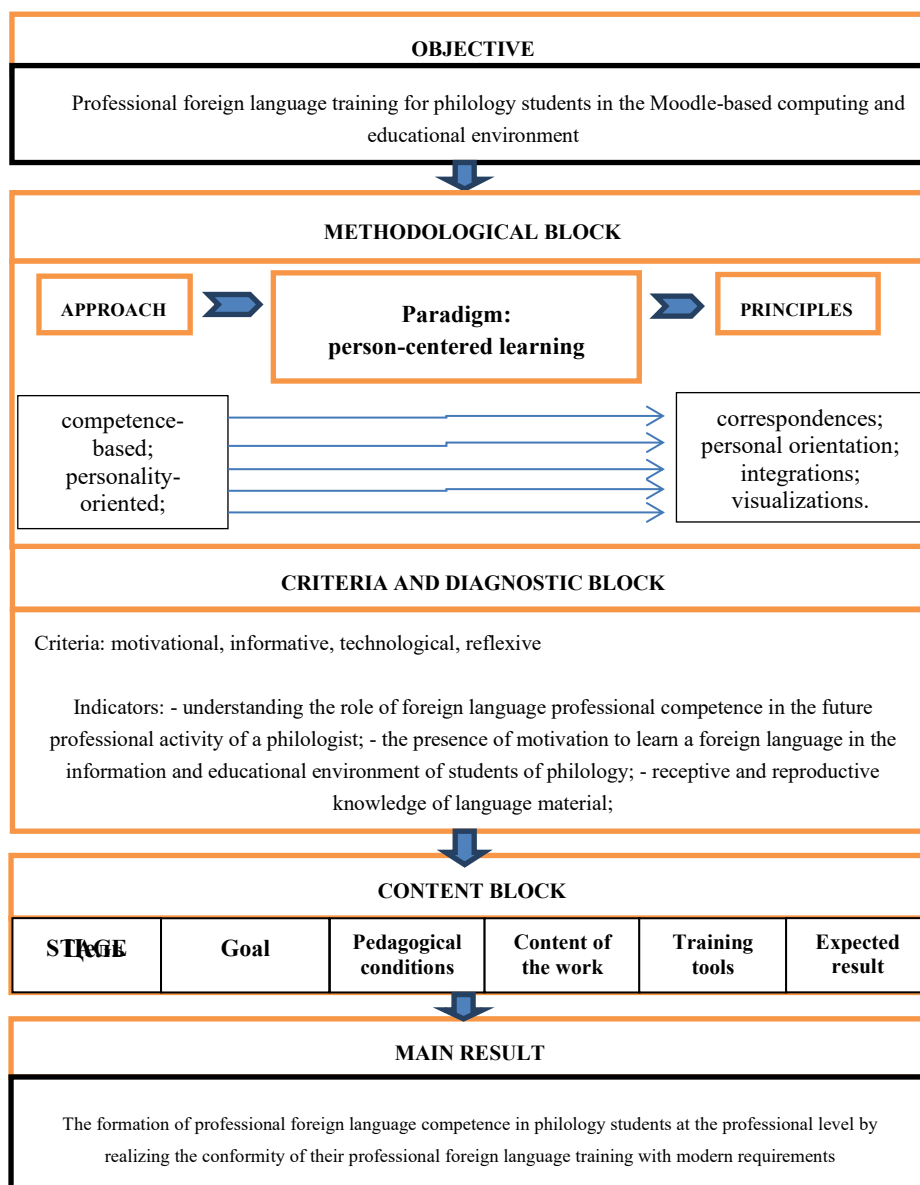 OBJECTIVE
Professional foreign language training for philology students in the Moodle-based computing and
educational environment
METHODOLOGICAL BLOCK
APPROACH
Paradigm:
person-centered learning
PRINCIPLES
competence-
based;
personality-
oriented;
correspondences;
personal orientation;
integrations;
visualizations.
CRITERIA AND DIAGNOSTIC BLOCK
Criteria: motivational, informative, technological, reflexive
Indicators: - understanding the role of foreign language professional competence in the future
professional activity of a philologist; - the presence of motivation to learn a foreign language in the
information and educational environment of students of philology; - receptive and reproductive
knowledge of language material;
CONTENT BLOCK
STAGE
Goal
Pedagogical
conditions
Content of
the work
Training
tools
Expected
result
MAIN RESULT
The formation of professional foreign language competence in philology students at the professional level by
realizing the conformity of their professional foreign language training with modern requirements